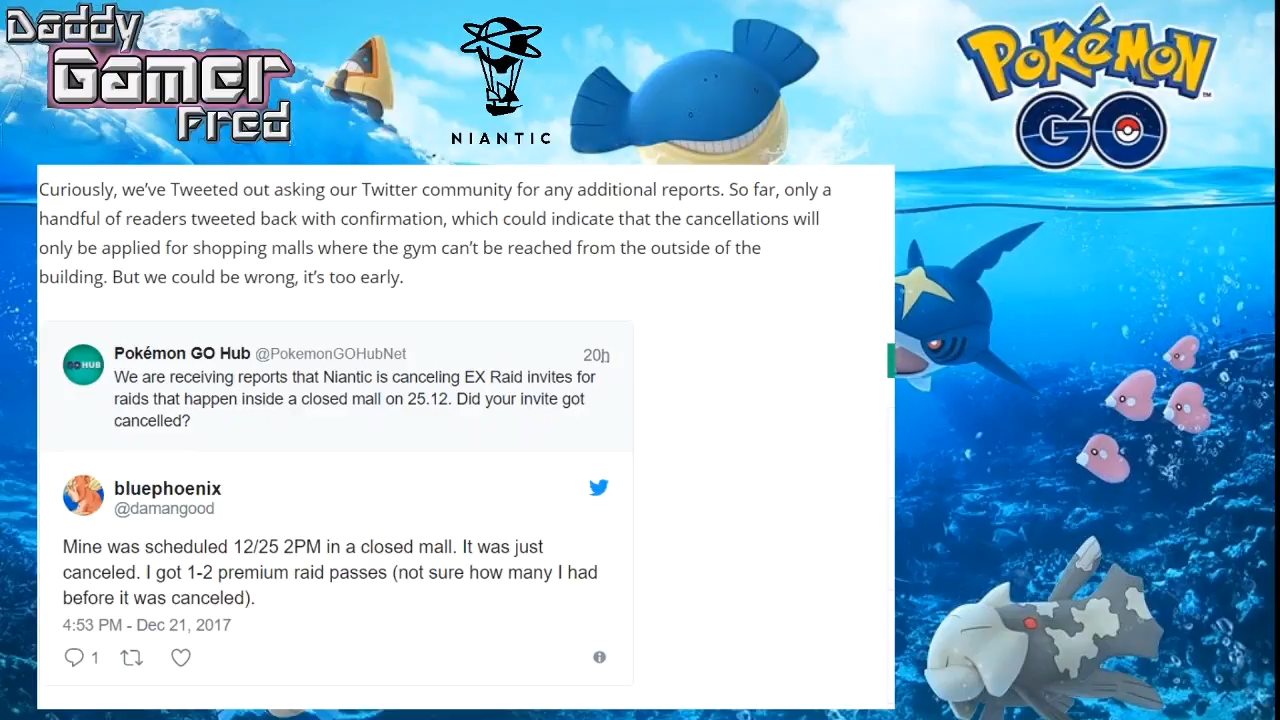 Daddy
Gamer
Fred
NIANTIC
POKéMON
GO
TM
Curiously, we've Tweeted out asking our Twitter community for any additional reports. So far, only a
handful of readers tweeted back with confirmation, which could indicate that the cancellations will
only be applied for shopping malls where the gym can't be reached from the outside of the
building. But we could be wrong, it's too early.
GO HUB
Pokémon GO Hub @PokemonGOHubNet 20h
We are receiving reports that Niantic is canceling EX Raid invites for
raids that happen inside a closed mall on 25.12. Did your invite got
cancelled?
bluephoenix
@damangood
Mine was scheduled 12/25 2PM in a closed mall. It was just
canceled. I got 1-2 premium raid passes (not sure how many I had
before it was canceled).
4:53 PM - Dec 21, 2017
1